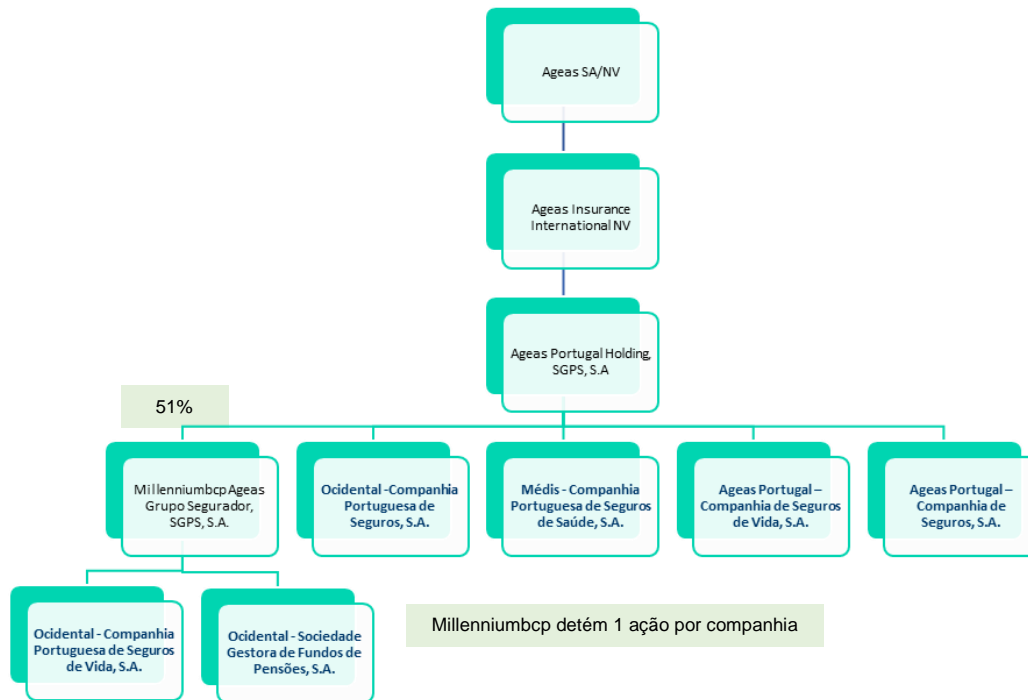 Ageas SA/NV
Ageas Insurance
International NV
Ageas Portugal Holding,
SGPS, S.A
51%
Millenniumbcp Ageas
Grupo Segurador,
SGPS, S.A.
Ocidental -Companhia
Portuguesa de
Seguros, S.A.
Médis - Companhia
Portuguesa de Seguros
de Saúde, S.A.
Ageas Portugal –
Companhia de Seguros
de Vida, S.A.
Ageas Portugal –
Companhia de
Seguros, S.A.
Ocidental - Companhia
Portuguesa de Seguros
de Vida, S.A.
Ocidental - Sociedade
Gestora de Fundos de
Pensões, S.A.
Millenniumbcp detém 1 ação por companhia